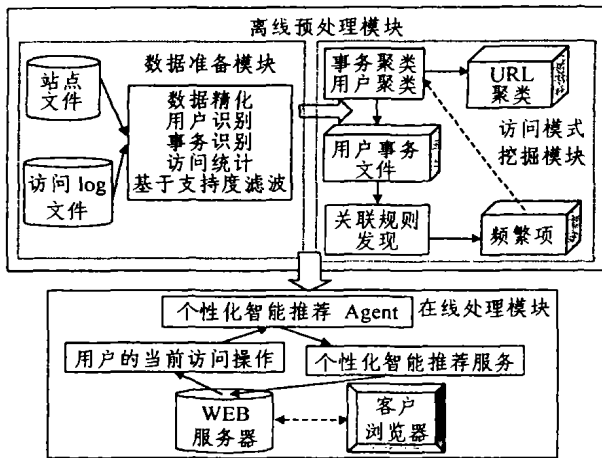 离线预处理模块
数据准备模块
站点
文件
访问 log
文件
数据精化
用户识别
事务识别
访问统计
基于支持度滤波
事务聚类
用户聚类
URL
聚类
访问模式
挖掘模块
用户事务
文件
关联规则
发现
频繁项
个性化智能推荐 Agent
在线处理模块
用户的当前访问操作
个性化智能推荐服务
WEB
服务器
客户
浏览器